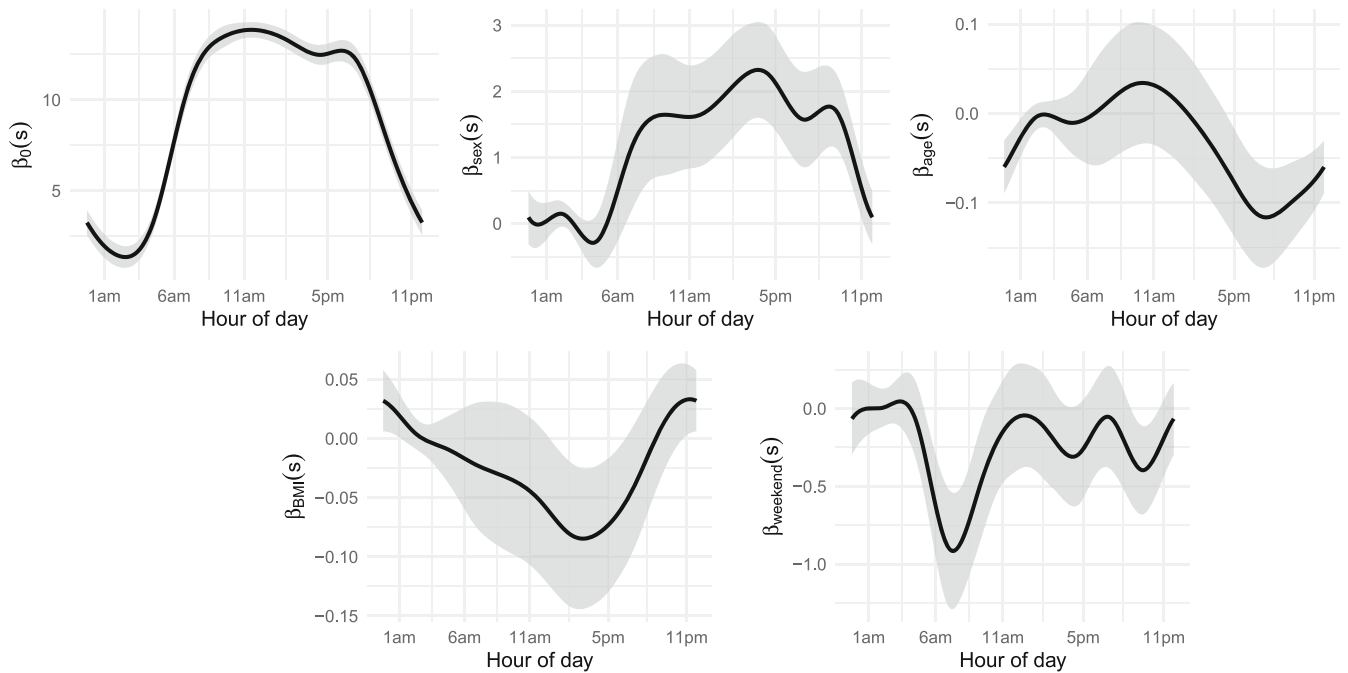 β₀(s)
10
5
1am 6am 11am 5pm 11pm
Hour of day
βsex(s)
3
2
1
0
1am 6am 11am 5pm 11pm
Hour of day
βage(s)
0.1
0.0
−0.1
1am 6am 11am 5pm 11pm
Hour of day
βBMI(s)
0.05
0.00
−0.05
−0.10
−0.15
1am 6am 11am 5pm 11pm
Hour of day
βweekend(s)
0.0
−0.5
−1.0
1am 6am 11am 5pm 11pm
Hour of day